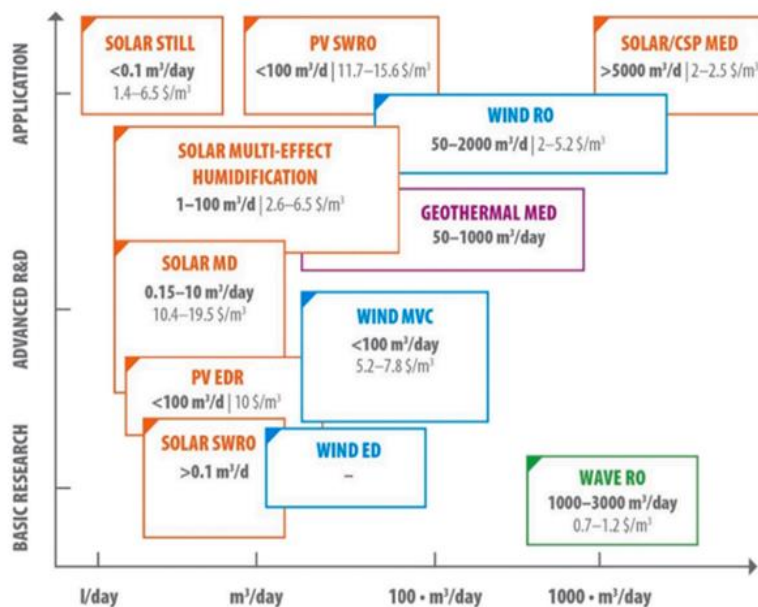 SOLAR STILL
<0.1 m³/day
1.4–6.5 $/m³
PV SWRO
<100 m³/d | 11.7–15.6 $/m³
SOLAR/CSP MED
>5000 m³/d | 2–2.5 $/m³
WIND RO
50–2000 m³/d | 2–5.2 $/m³
SOLAR MULTI-EFFECT
HUMIDIFICATION
1–100 m³/d | 2.6–6.5 $/m³
GEOTHERMAL MED
50–1000 m³/day
SOLAR MD
0.15–10 m³/day
10.4–19.5 $/m³
WIND MVC
<100 m³/day
5.2–7.8 $/m³
PV EDR
<100 m³/d | 10 $/m³
SOLAR SWRO
>0.1 m³/d
WIND ED
–
WAVE RO
1000–3000 m³/day
0.7–1.2 $/m³
APPLICATION
ADVANCED R&D
BASIC RESEARCH
l/day
m³/day
100 • m³/day
1000 • m³/day